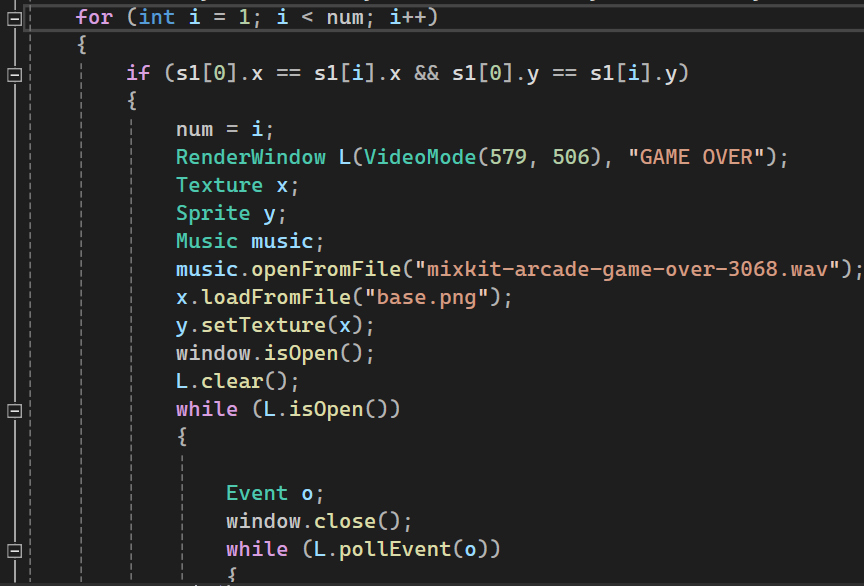 for (int i = 1; i < num; i++)
{
if (s1[0].x == s1[i].x && s1[0].y == s1[i].y)
{
num = i;
RenderWindow L(VideoMode(579, 506), "GAME OVER");
Texture x;
Sprite y;
Music music;
music.openFromFile("mixkit-arcade-game-over-3068.wav");
x.loadFromFile("base.png");
y.setTexture(x);
window.isOpen();
L.clear();
while (L.isOpen())
{
Event o;
window.close();
while (L.pollEvent(o))
{